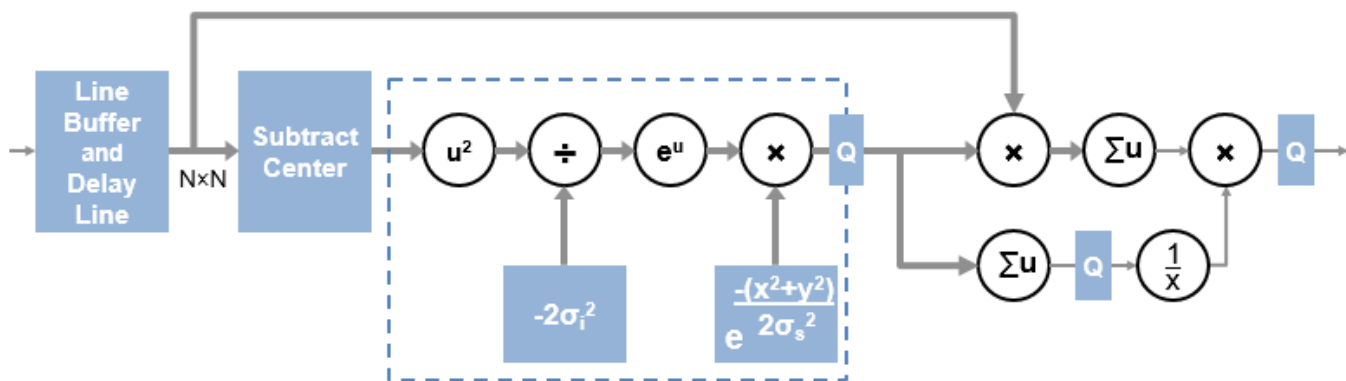 Line
Buffer
and
Delay
Line
N×N
Subtract
Center
u²
÷
eᵘ
×
Q
×
∑u
×
Q
-2σᵢ²
e^(-(x²+y²)/2σₛ²)
∑u
Q
1/x